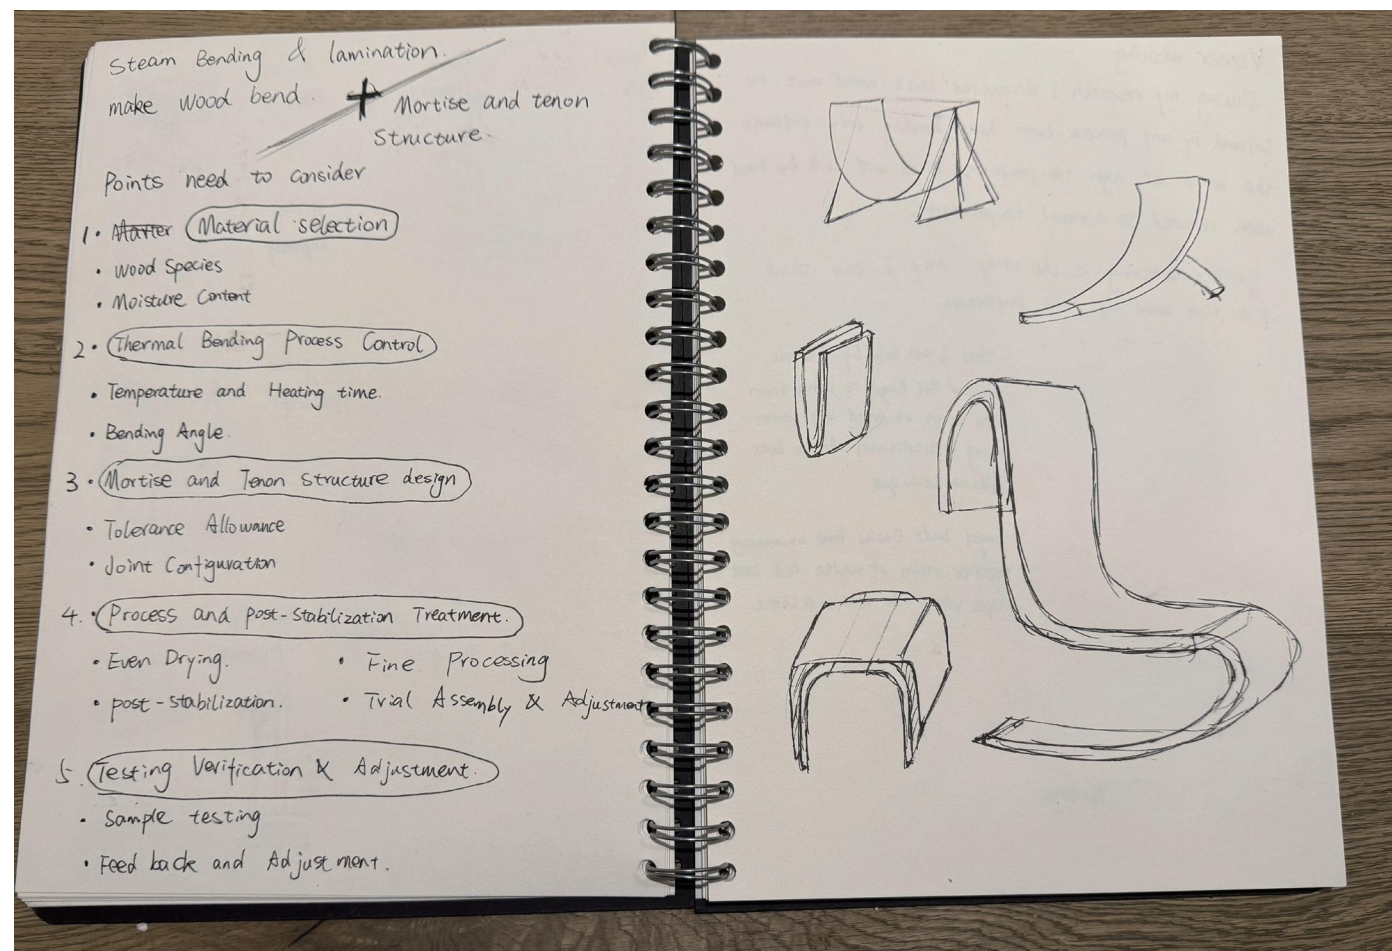 Steam Bending & lamination.
make wood bend.
+ Mortise and tenon
Structure.
Points need to consider
1. Matter Material selection
• Wood Species
• Moisture Content
2. Thermal Bending Process Control
• Temperature and Heating time.
• Bending Angle.
3. Mortise and Tenon structure design
• Tolerance Allowance
• Joint Configuration
4. Process and post-stabilization Treatment.
• Even Drying. • Fine Processing
• post-stabilization. • Trial Assembly & Adjustment
5. Testing Verification & Adjustment.
• Sample testing
• Feed back and Adjustment.